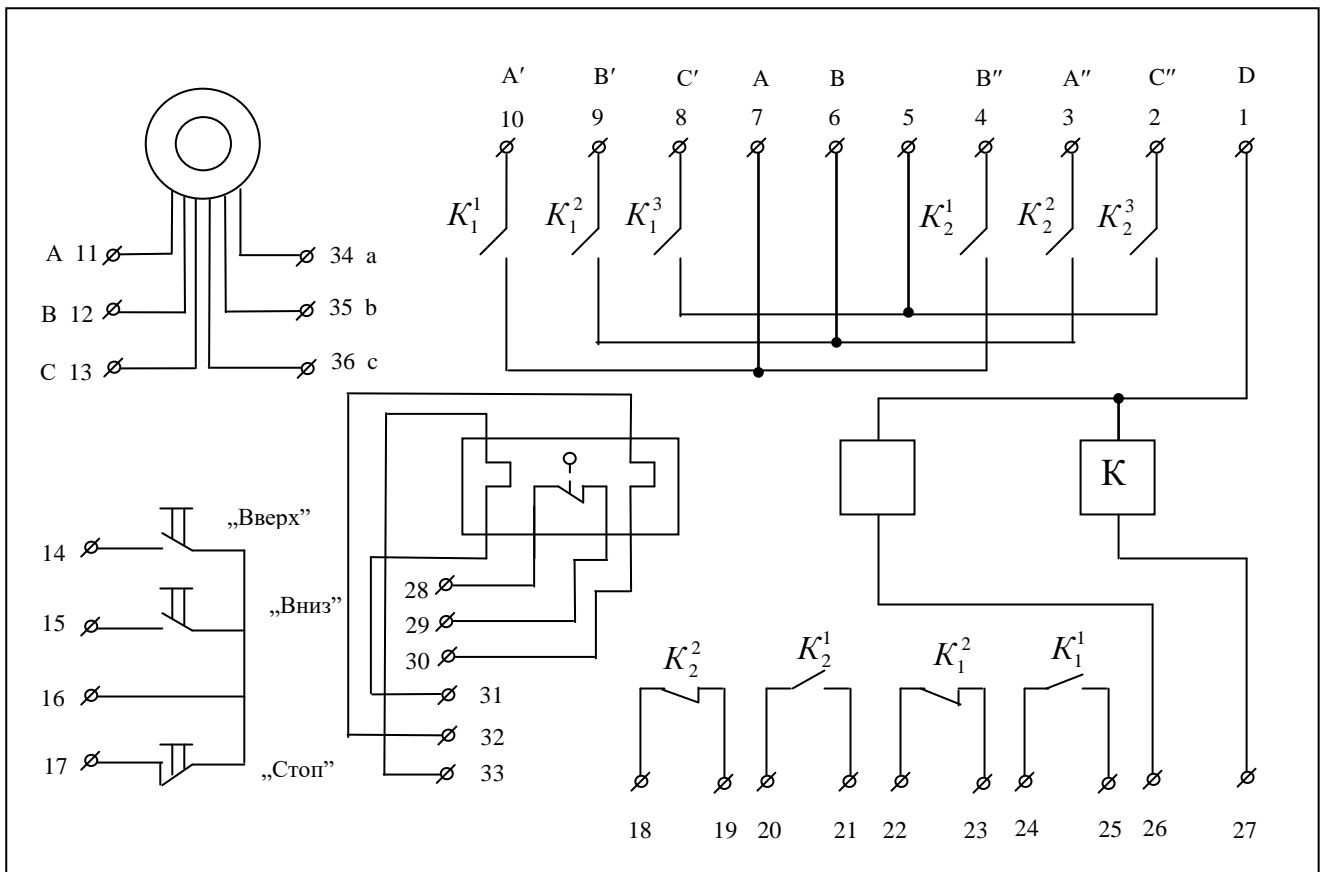 A′ B′ C′ A B B″ A″ C″ D
10 9 8 7 6 5 4 3 2 1
K₁¹ K₁² K₁³ K₂¹ K₂² K₂³
A 11 34 a
B 12 35 b
C 13 36 c
К
„Вверх”
14
„Вниз”
15
28
29
30
16
31
32
17
„Стоп”
33
K₂² K₂¹ K₁² K₁¹
18 19 20 21 22 23 24 25 26 27